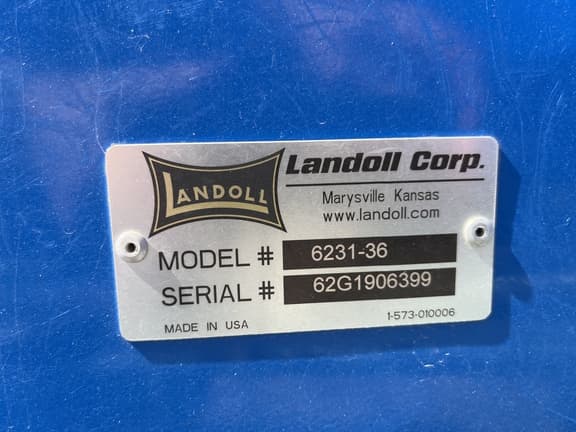 LANDOLL
Landoll Corp.
Marysville Kansas
www.landoll.com
MODEL # 6231-36
SERIAL # 62G1906399
MADE IN USA 1-573-010006